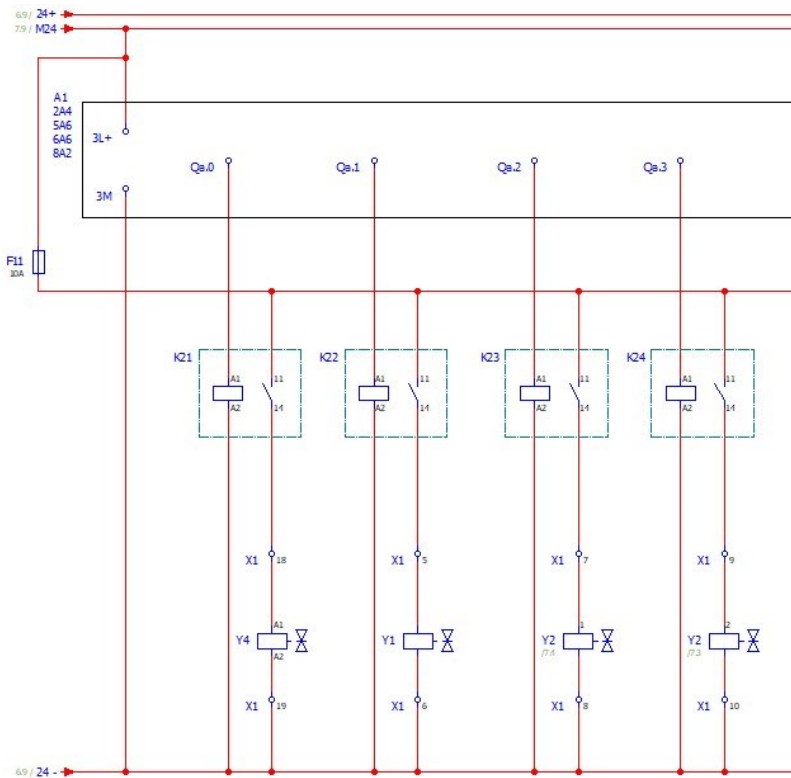 6.9 / 24+
7.9 / M24
A1
2A4
5A6
6A6
8A2
3L+
Qa.0
Qa.1
Qa.2
Qa.3
3M
F11
10A
K21
A1
11
A2
14
K22
A1
11
A2
14
K23
A1
11
A2
14
K24
A1
11
A2
14
X1
18
X1
5
X1
7
X1
9
Y4
A1
A2
Y1
Y2
/7.4
1
Y2
/7.3
2
X1
19
X1
6
X1
8
X1
10
6.9 / 24 -